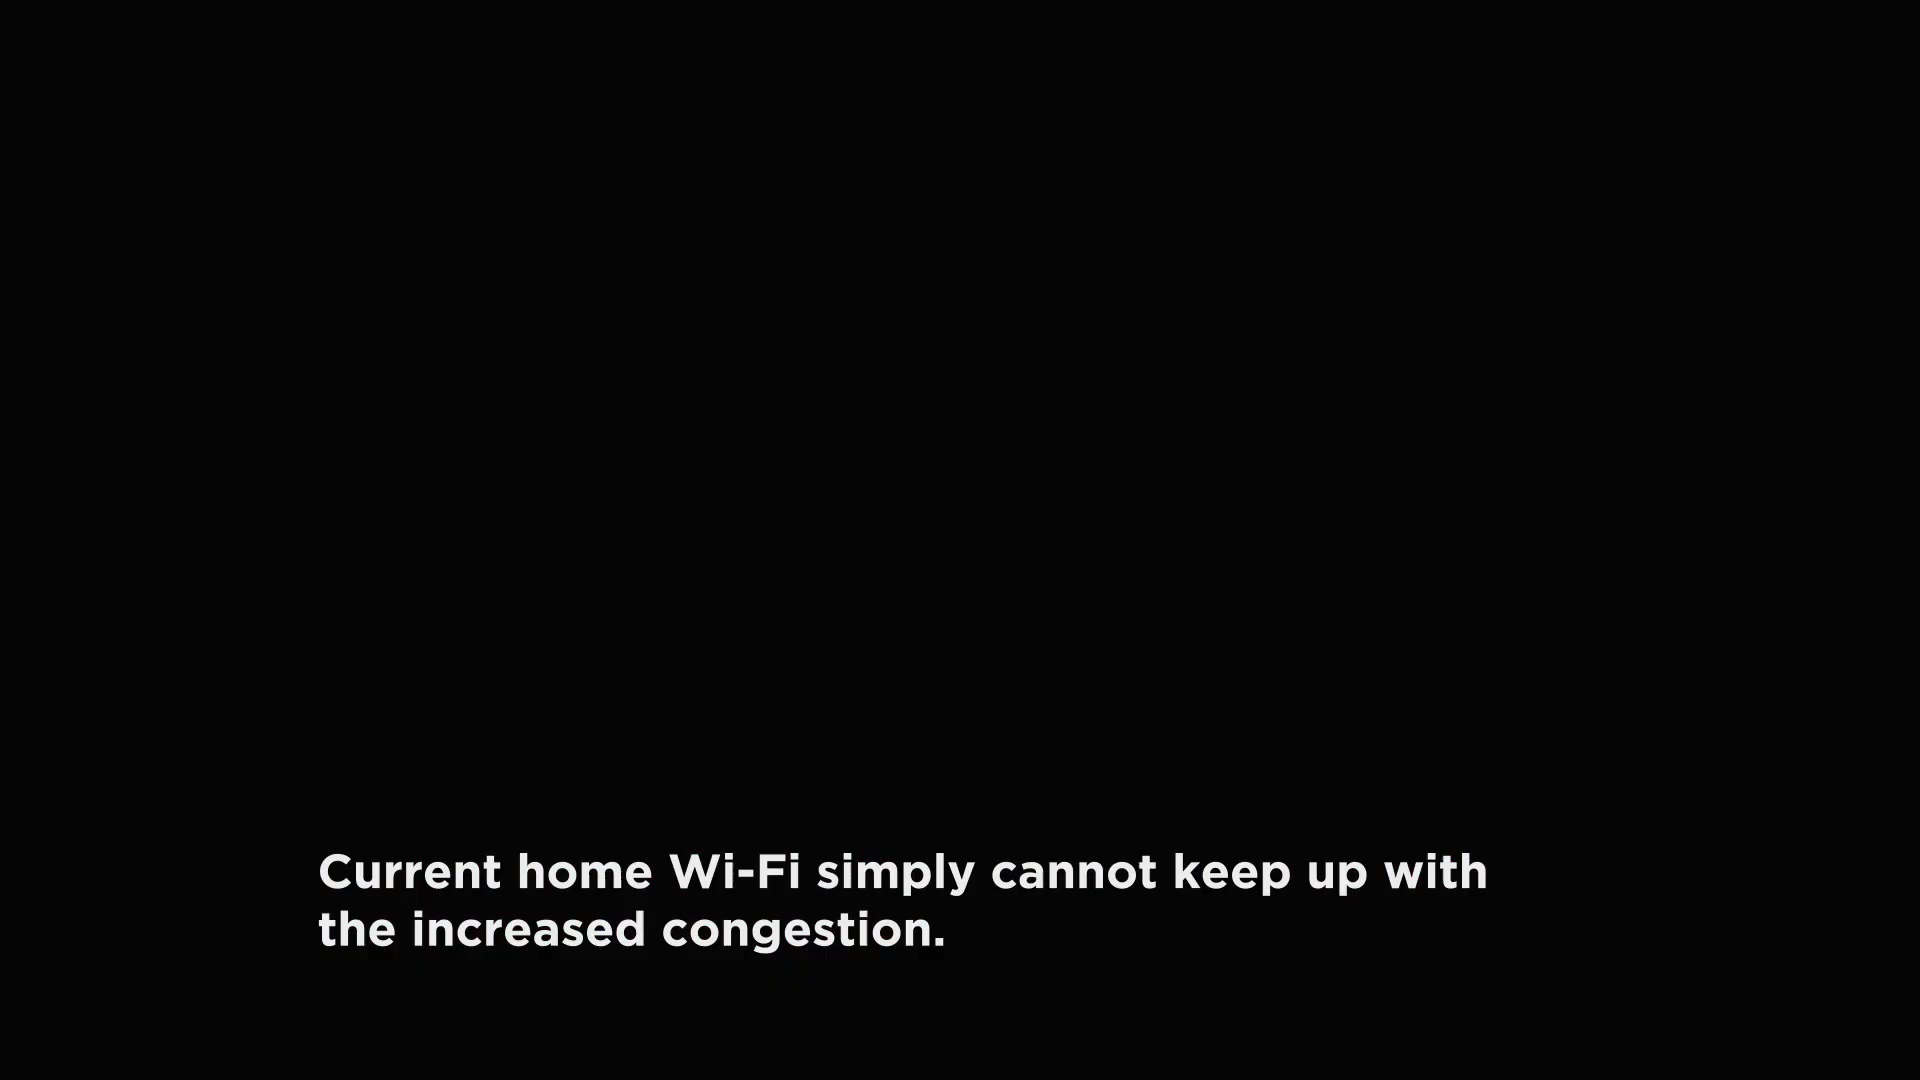 Current home Wi-Fi simply cannot keep up with
the increased congestion.